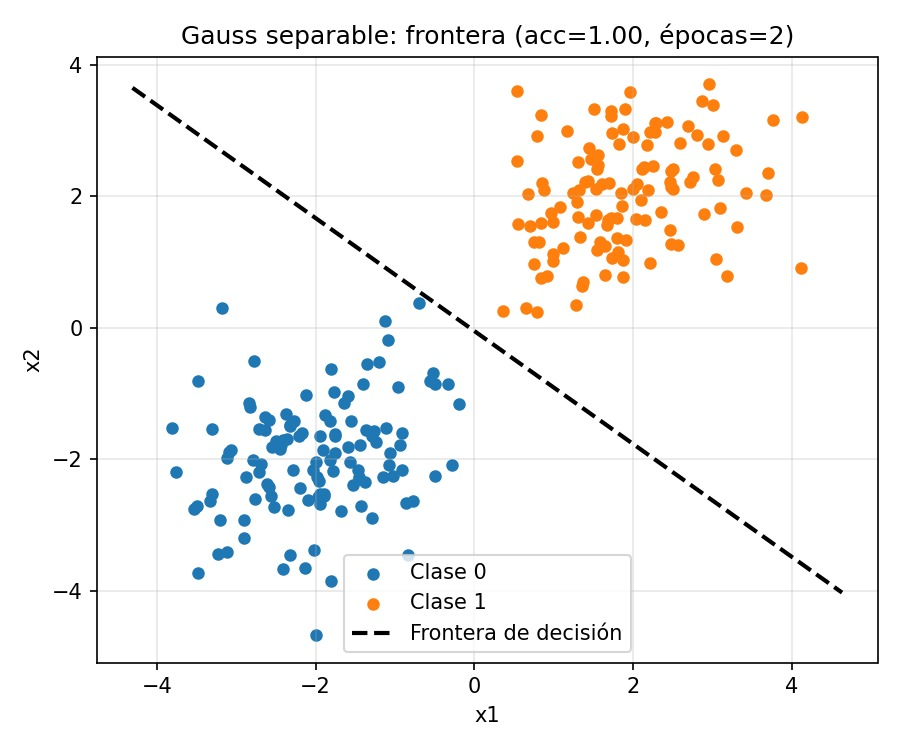 Gauss separable: frontera (acc=1.00, épocas=2)
4
2
0
−2
−4
x2
Clase 0
Clase 1
Frontera de decisión
−4
−2
0
2
4
x1